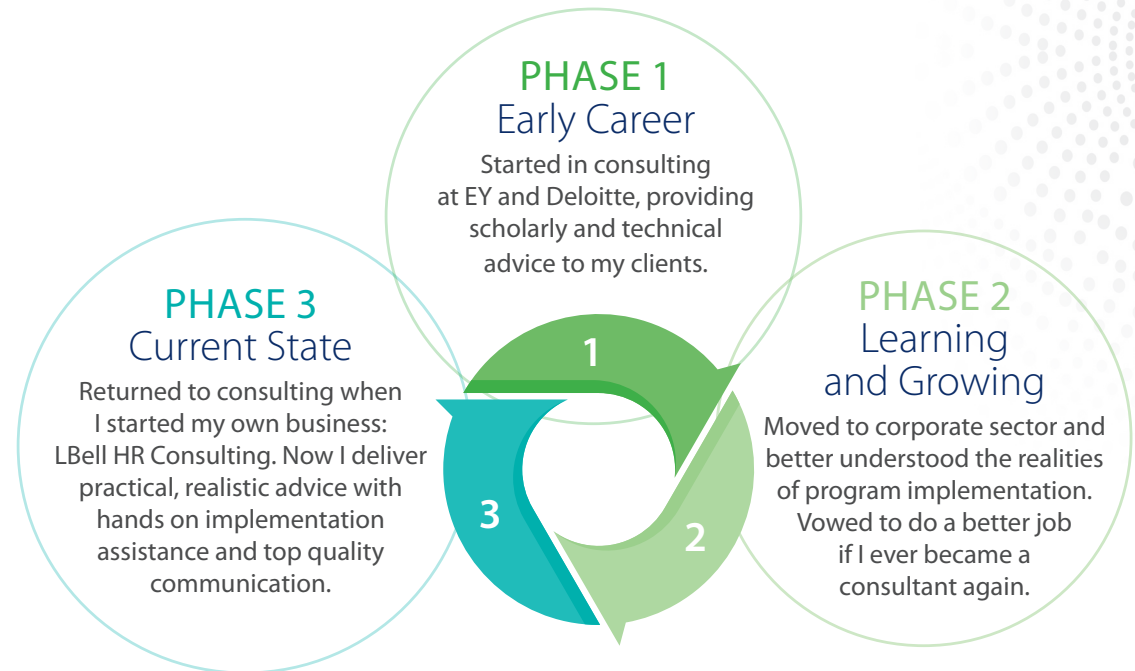 PHASE 1
Early Career
Started in consulting
at EY and Deloitte, providing
scholarly and technical
advice to my clients.
PHASE 2
Learning
and Growing
Moved to corporate sector and
better understood the realities
of program implementation.
Vowed to do a better job
if I ever became a
consultant again.
PHASE 3
Current State
Returned to consulting when
I started my own business:
LBell HR Consulting. Now I deliver
practical, realistic advice with
hands on implementation
assistance and top quality
communication.
1
2
3